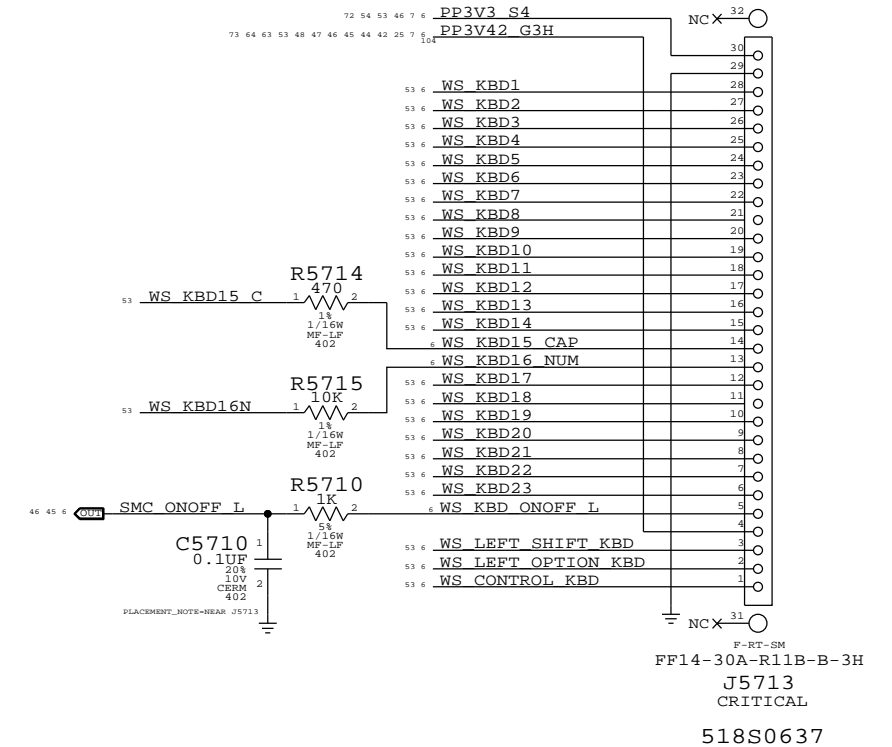 72 54 53 46 7 6 PP3V3_S4
NC 32
73 64 63 53 48 47 46 45 44 42 25 7 6 PP3V42_G3H
104
30
29
53 6 WS_KBD1 28
53 6 WS_KBD2 27
53 6 WS_KBD3 26
53 6 WS_KBD4 25
53 6 WS_KBD5 24
53 6 WS_KBD6 23
53 6 WS_KBD7 22
53 6 WS_KBD8 21
53 6 WS_KBD9 20
53 6 WS_KBD10 19
53 6 WS_KBD11 18
53 6 WS_KBD12 17
53 6 WS_KBD13 16
53 6 WS_KBD14 15
6 WS_KBD15_CAP 14
6 WS_KBD16_NUM 13
53 6 WS_KBD17 12
53 6 WS_KBD18 11
53 6 WS_KBD19 10
53 6 WS_KBD20 9
53 6 WS_KBD21 8
53 6 WS_KBD22 7
53 6 WS_KBD23 6
6 WS_KBD_ONOFF_L 5
4
53 6 WS_LEFT_SHIFT_KBD 3
53 6 WS_LEFT_OPTION_KBD 2
53 6 WS_CONTROL_KBD 1
R5714
470
53 WS_KBD15_C 1 2
1%
1/16W
MF-LF
402
R5715
10K
53 WS_KBD16N 1 2
1%
1/16W
MF-LF
402
R5710
1K
46 45 6 OUT SMC_ONOFF_L 1 2
5%
1/16W
MF-LF
402
C5710 1
0.1UF
20%
10V
CERM 2
402
PLACEMENT_NOTE=NEAR J5713
NC 31
F-RT-SM
FF14-30A-R11B-B-3H
J5713
CRITICAL
518S0637